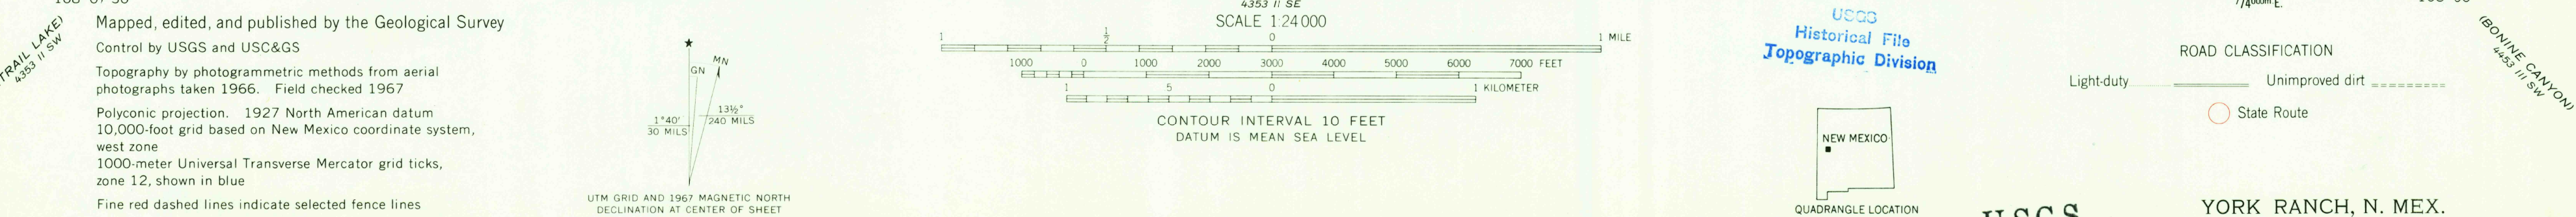 TRAIL LAKE)
4353 II SW
Mapped, edited, and published by the Geological Survey
Control by USGS and USC&GS
Topography by photogrammetric methods from aerial
photographs taken 1966. Field checked 1967
Polyconic projection. 1927 North American datum
10,000-foot grid based on New Mexico coordinate system,
west zone
1000-meter Universal Transverse Mercator grid ticks,
zone 12, shown in blue
Fine red dashed lines indicate selected fence lines
★
GN
MN
1°40'
30 MILS
13½°
240 MILS
UTM GRID AND 1967 MAGNETIC NORTH
DECLINATION AT CENTER OF SHEET
4353 II SE
SCALE 1:24 000
1 ½ 0 1 MILE
1000 0 1000 2000 3000 4000 5000 6000 7000 FEET
1 5 0 1 KILOMETER
CONTOUR INTERVAL 10 FEET
DATUM IS MEAN SEA LEVEL
USGS
Historical File
Topographic Division
NEW MEXICO
QUADRANGLE LOCATION
ROAD CLASSIFICATION
Light-duty Unimproved dirt
State Route
(BONINE CANYON)
4453 III SW
USGS
YORK RANCH, N. MEX.